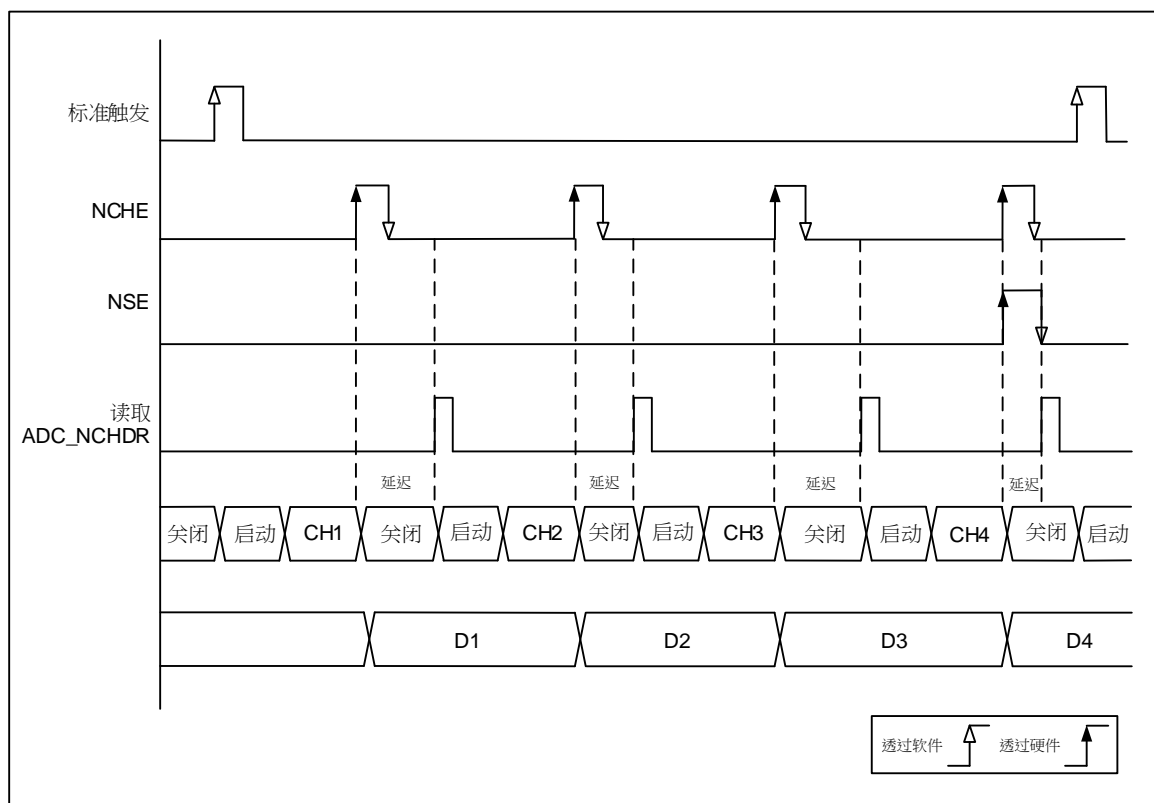 标准触发
NCHE
NSE
读取
ADC_NCHDR
延迟 延迟 延迟 延迟
关闭 启动 CH1 关闭 启动 CH2 关闭 启动 CH3 关闭 启动 CH4 关闭 启动
D1 D2 D3 D4
透过软件 透过硬件